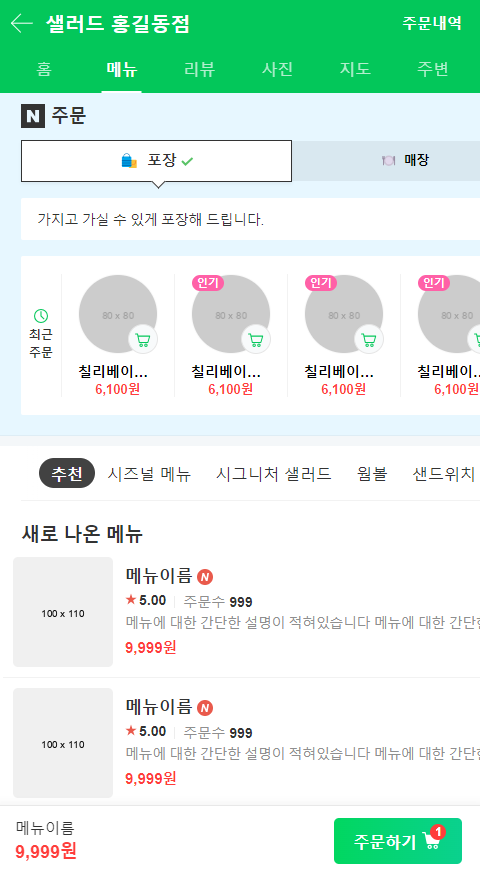 샐러드 홍길동점 주문내역
홈 메뉴 리뷰 사진 지도 주변
N 주문
포장 매장
가지고 가실 수 있게 포장해 드립니다.
최근
주문
80 x 80
칠리베이...
6,100원
인기
80 x 80
칠리베이...
6,100원
인기
80 x 80
칠리베이...
6,100원
인기
80 x 80
칠리베이...
6,100원
추천 시즈널 메뉴 시그니처 샐러드 웜볼 샌드위치
새로 나온 메뉴
100 x 110
메뉴이름 N
★5.00 주문수 999
메뉴에 대한 간단한 설명이 적혀있습니다 메뉴에 대한 간단한
9,999원
100 x 110
메뉴이름 N
★5.00 주문수 999
메뉴에 대한 간단한 설명이 적혀있습니다 메뉴에 대한 간단한
9,999원
메뉴이름
9,999원
주문하기 1